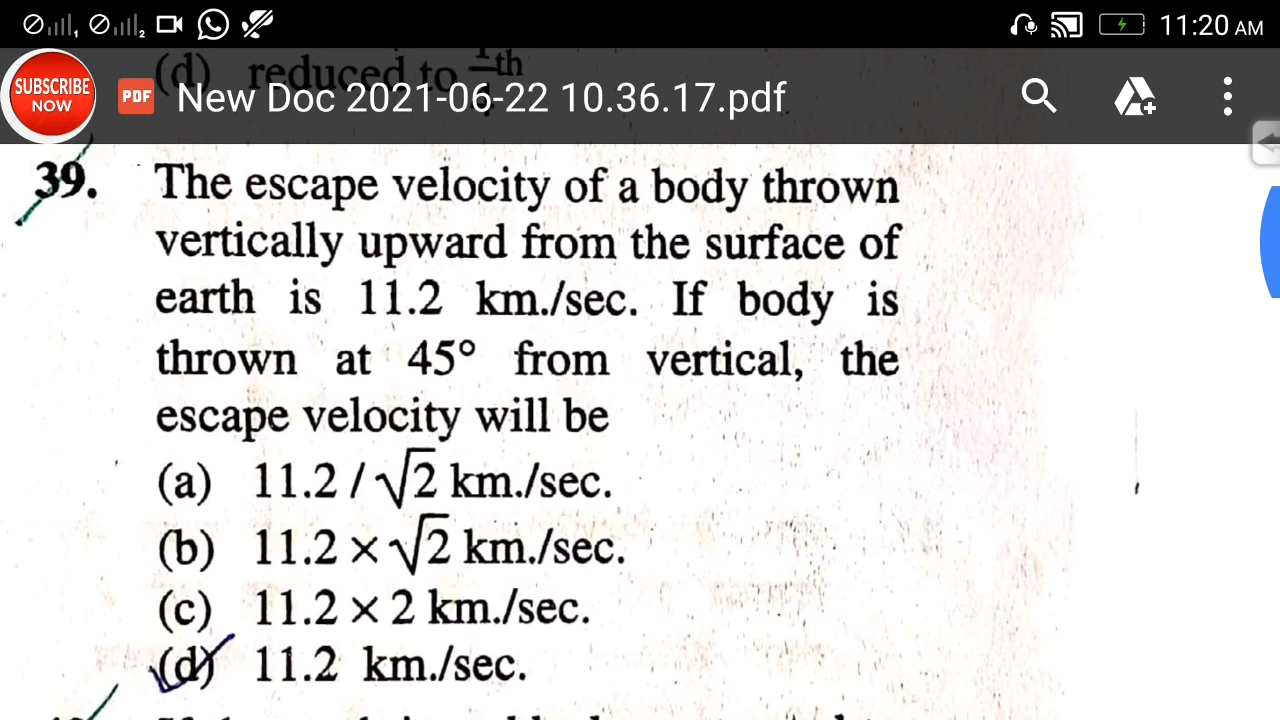 11:20 AM
(d) reduced to
SUBSCRIBE
NOW
PDF
New Doc 2021-06-22 10.36.17.pdf
39. The escape velocity of a body thrown
vertically upward from the surface of
earth is 11.2 km./sec. If body is
thrown at 45° from vertical, the
escape velocity will be
(a) 11.2 / √2 km./sec.
(b) 11.2 × √2 km./sec.
(c) 11.2 × 2 km./sec.
(d) 11.2 km./sec.